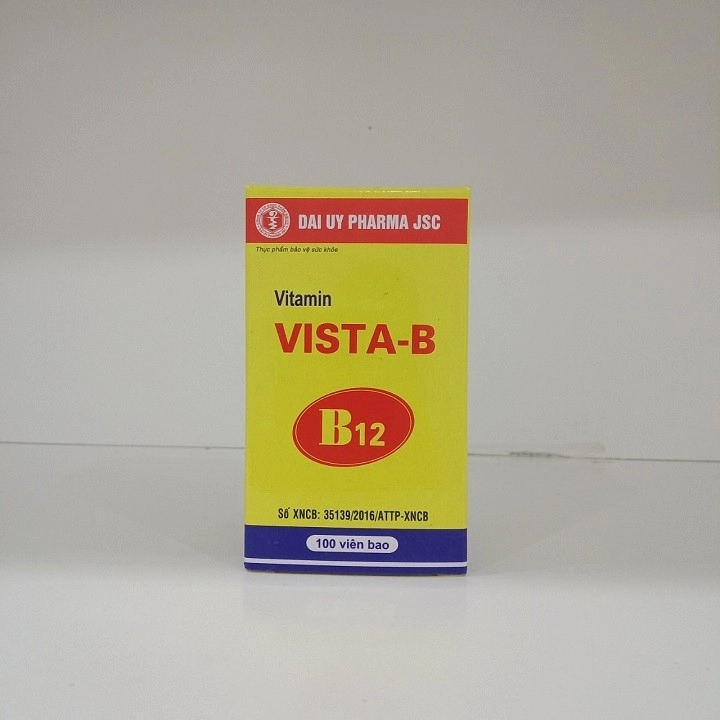 DAI UY PHARMA JSC
Thực phẩm bảo vệ sức khỏe
Vitamin
VISTA-B
B12
Số XNCB: 35139/2016/ATTP-XNCB
100 viên bao